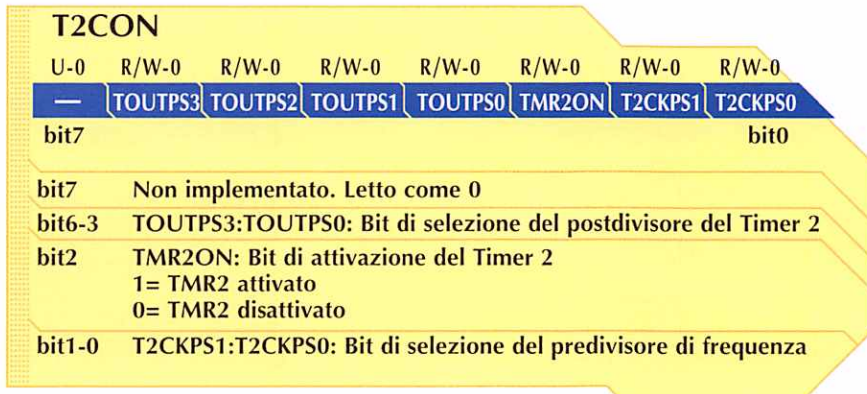 T2CON
U-0 R/W-0 R/W-0 R/W-0 R/W-0 R/W-0 R/W-0 R/W-0
— TOUTPS3 TOUTPS2 TOUTPS1 TOUTPS0 TMR2ON T2CKPS1 T2CKPS0
bit7 bit0
bit7 Non implementato. Letto come 0
bit6-3 TOUTPS3:TOUTPS0: Bit di selezione del postdivisore del Timer 2
bit2 TMR2ON: Bit di attivazione del Timer 2
1= TMR2 attivato
0= TMR2 disattivato
bit1-0 T2CKPS1:T2CKPS0: Bit di selezione del predivisore di frequenza